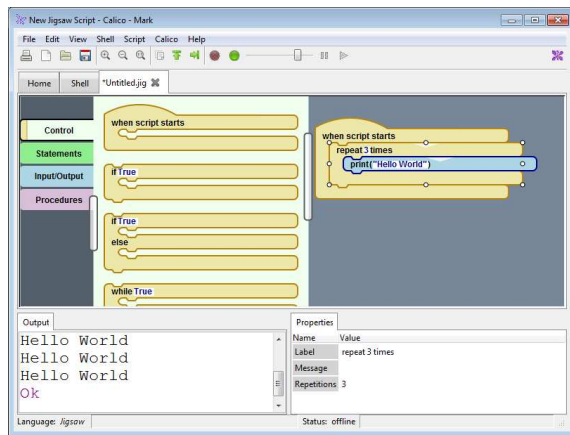 New Jigsaw Script - Calico - Mark
File Edit View Shell Script Calico Help
Home Shell *Untitled.jig
Control
Statements
Input/Output
Procedures
when script starts
if True
if True
else
while True
when script starts
repeat 3 times
print("Hello World")
Output
Hello World
Hello World
Hello World
Ok
Properties
Name Value
Label repeat 3 times
Message
Repetitions 3
Language: Jigsaw Status: offline